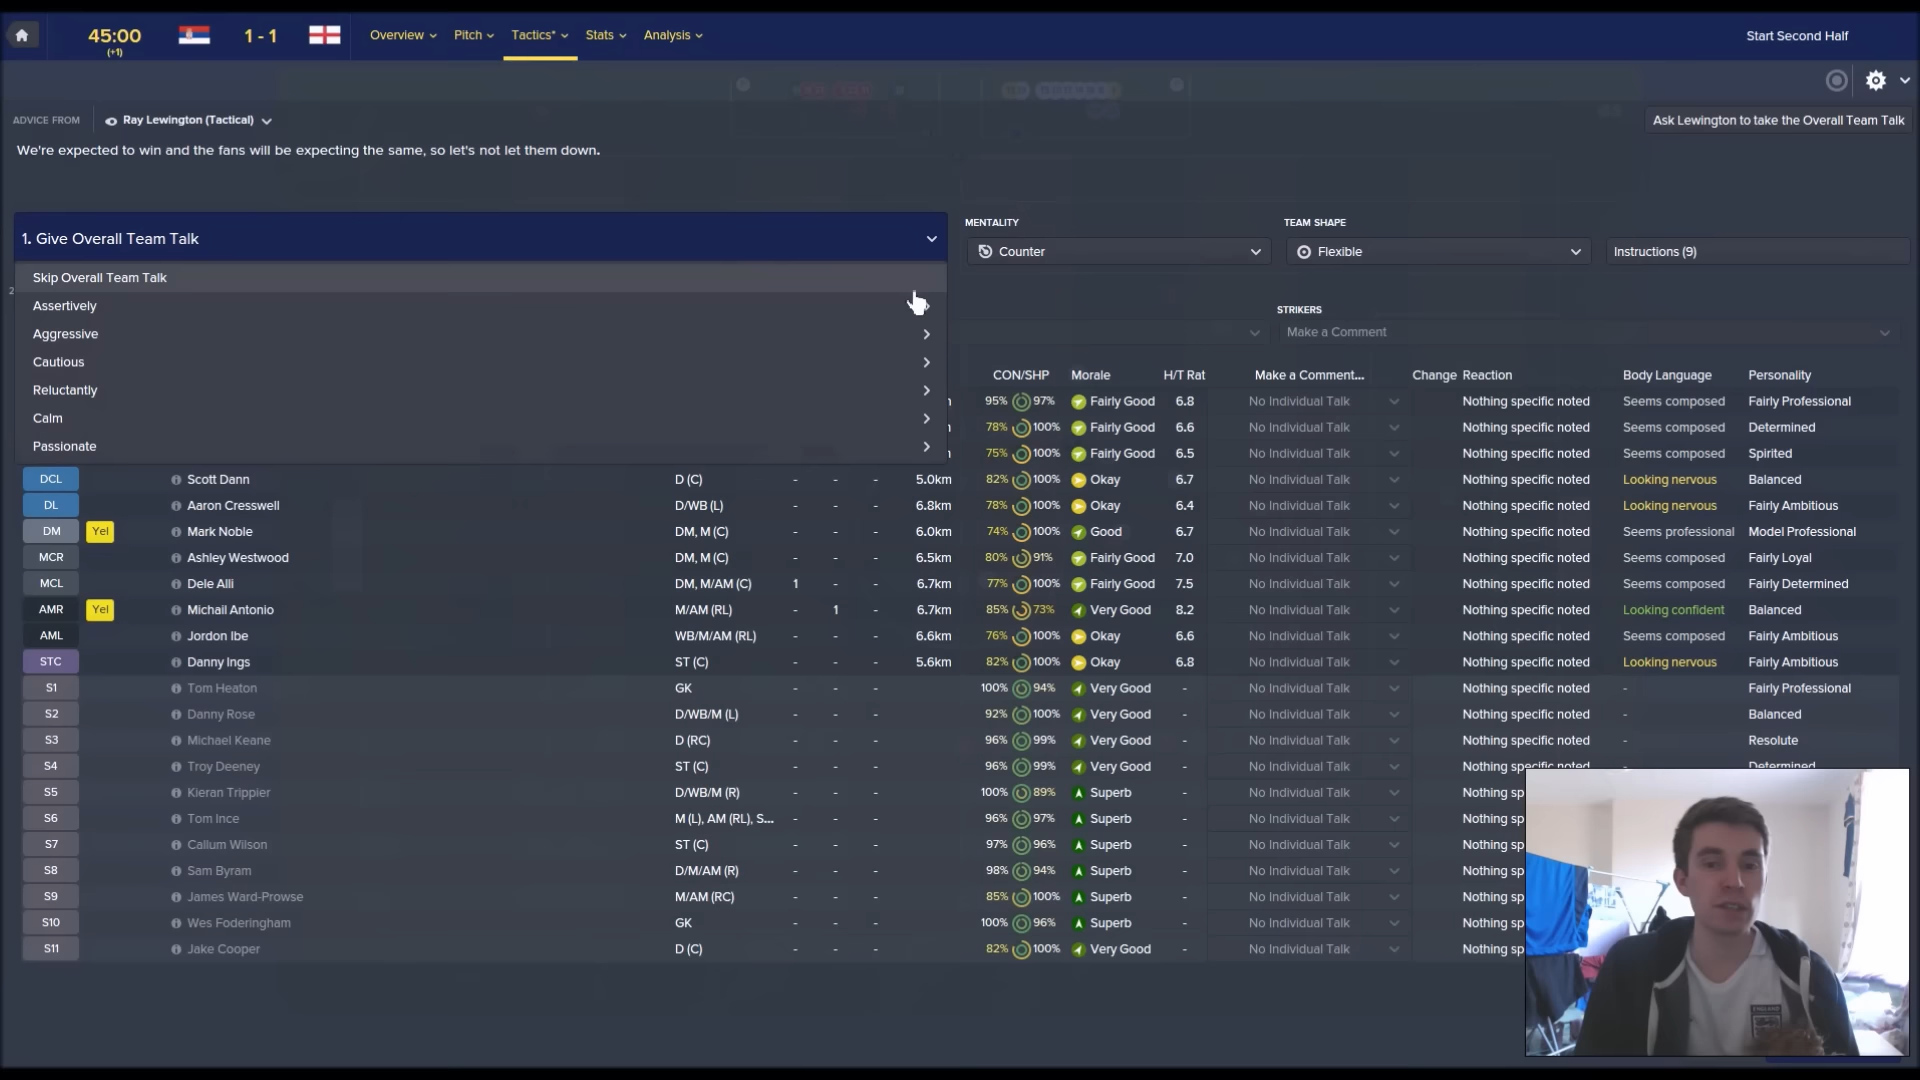 45:00 (+1) 1 - 1 Overview Pitch Tactics* Stats Analysis Start Second Half
ADVICE FROM Ray Lewington (Tactical) Ask Lewington to take the Overall Team Talk
We're expected to win and the fans will be expecting the same, so let's not let them down.
MENTALITY TEAM SHAPE
1. Give Overall Team Talk Counter Flexible Instructions (9)
Skip Overall Team Talk
2
Assertively STRIKERS
Aggressive Make a Comment
Cautious
CON/SHP Morale H/T Rat Make a Comment... Change Reaction Body Language Personality
Reluctantly
95% 97% Fairly Good 6.8 No Individual Talk Nothing specific noted Seems composed Fairly Professional
Calm
78% 100% Fairly Good 6.6 No Individual Talk Nothing specific noted Seems composed Determined
Passionate
75% 100% Fairly Good 6.5 No Individual Talk Nothing specific noted Seems composed Spirited
DCL Scott Dann D (C) - - - 5.0km 82% 100% Okay 6.7 No Individual Talk Nothing specific noted Looking nervous Balanced
DL Aaron Cresswell D/WB (L) - - - 6.8km 78% 100% Okay 6.4 No Individual Talk Nothing specific noted Looking nervous Fairly Ambitious
DM Yel Mark Noble DM, M (C) - - - 6.0km 74% 100% Good 6.7 No Individual Talk Nothing specific noted Seems professional Model Professional
MCR Ashley Westwood DM, M (C) - - - 6.5km 80% 91% Fairly Good 7.0 No Individual Talk Nothing specific noted Seems composed Fairly Loyal
MCL Dele Alli DM, M/AM (C) 1 - - 6.7km 77% 100% Fairly Good 7.5 No Individual Talk Nothing specific noted Seems composed Fairly Determined
AMR Yel Michail Antonio M/AM (RL) - 1 - 6.7km 85% 73% Very Good 8.2 No Individual Talk Nothing specific noted Looking confident Balanced
AML Jordon Ibe WB/M/AM (RL) - - - 6.6km 76% 100% Okay 6.6 No Individual Talk Nothing specific noted Seems composed Fairly Ambitious
STC Danny Ings ST (C) - - - 5.6km 82% 100% Okay 6.8 No Individual Talk Nothing specific noted Looking nervous Fairly Ambitious
S1 Tom Heaton GK - - - 100% 94% Very Good - No Individual Talk Nothing specific noted - Fairly Professional
S2 Danny Rose D/WB/M (L) - - - 92% 100% Very Good - No Individual Talk Nothing specific noted - Balanced
S3 Michael Keane D (RC) - - - 96% 99% Very Good - No Individual Talk Nothing specific noted - Resolute
S4 Troy Deeney ST (C) - - - 96% 99% Very Good - No Individual Talk Nothing specific noted - Determined
S5 Kieran Trippier D/WB/M (R) - - - 100% 89% Superb - No Individual Talk Nothing sp
S6 Tom Ince M (L), AM (RL), S... - - 96% 97% Superb - No Individual Talk Nothing sp
S7 Callum Wilson ST (C) - - - 97% 96% Superb - No Individual Talk Nothing sp
S8 Sam Byram D/M/AM (R) - - - 98% 94% Superb - No Individual Talk Nothing sp
S9 James Ward-Prowse M/AM (RC) - - - 85% 100% Superb - No Individual Talk Nothing sp
S10 Wes Foderingham GK - - - 100% 96% Superb - No Individual Talk Nothing sp
S11 Jake Cooper D (C) - - - 82% 100% Very Good - No Individual Talk Nothing sp